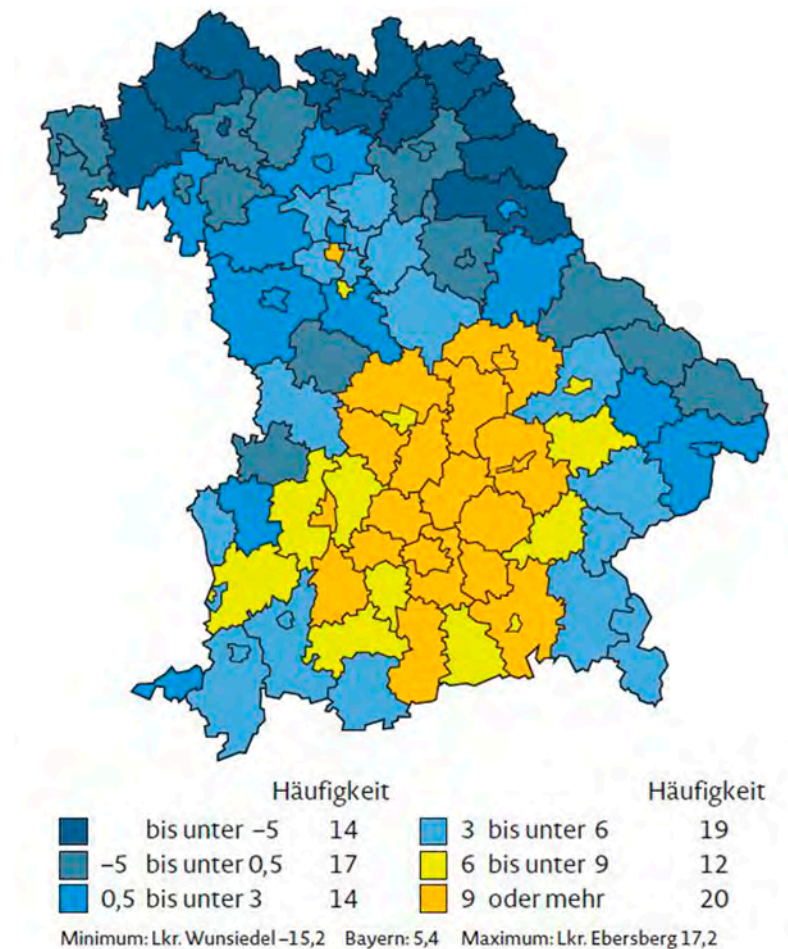 Häufigkeit Häufigkeit
bis unter –5 14 3 bis unter 6 19
–5 bis unter 0,5 17 6 bis unter 9 12
0,5 bis unter 3 14 9 oder mehr 20
Minimum: Lkr. Wunsiedel –15,2 Bayern: 5,4 Maximum: Lkr. Ebersberg 17,2